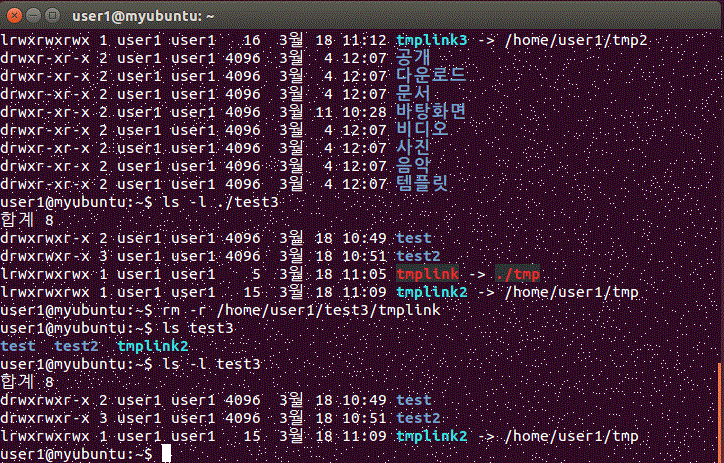 user1@myubuntu: ~
lrwxrwxrwx 1 user1 user1   16  3월 18 11:12 tmplink3 -> /home/user1/tmp2
drwxr-xr-x 2 user1 user1 4096  3월  4 12:07 공개
drwxr-xr-x 2 user1 user1 4096  3월  4 12:07 다운로드
drwxr-xr-x 2 user1 user1 4096  3월  4 12:07 문서
drwxr-xr-x 2 user1 user1 4096  3월 11 10:28 바탕화면
drwxr-xr-x 2 user1 user1 4096  3월  4 12:07 비디오
drwxr-xr-x 2 user1 user1 4096  3월  4 12:07 사진
drwxr-xr-x 2 user1 user1 4096  3월  4 12:07 음악
drwxr-xr-x 2 user1 user1 4096  3월  4 12:07 템플릿
user1@myubuntu:~$ ls -l ./test3
합계 8
drwxrwxr-x 2 user1 user1 4096  3월 18 10:49 test
drwxrwxr-x 3 user1 user1 4096  3월 18 10:51 test2
lrwxrwxrwx 1 user1 user1    5  3월 18 11:05 tmplink -> ./tmp
lrwxrwxrwx 1 user1 user1   15  3월 18 11:09 tmplink2 -> /home/user1/tmp
user1@myubuntu:~$ rm -r /home/user1/test3/tmplink
user1@myubuntu:~$ ls test3
test  test2  tmplink2
user1@myubuntu:~$ ls -l test3
합계 8
drwxrwxr-x 2 user1 user1 4096  3월 18 10:49 test
drwxrwxr-x 3 user1 user1 4096  3월 18 10:51 test2
lrwxrwxrwx 1 user1 user1   15  3월 18 11:09 tmplink2 -> /home/user1/tmp
user1@myubuntu:~$